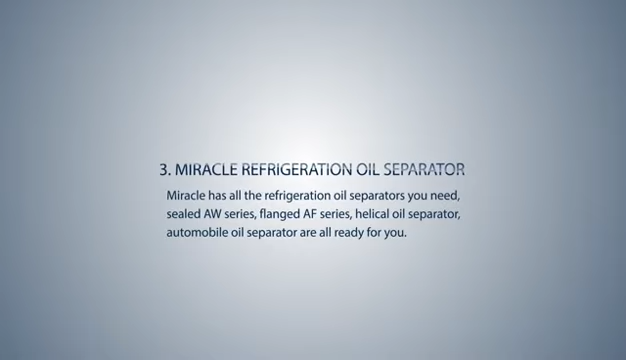 3. MIRACLE REFRIGERATION OIL SEPARATOR
Miracle has all the refrigeration oil separators you need,
sealed AW series, flanged AF series, helical oil separator,
automobile oil separator are all ready for you.